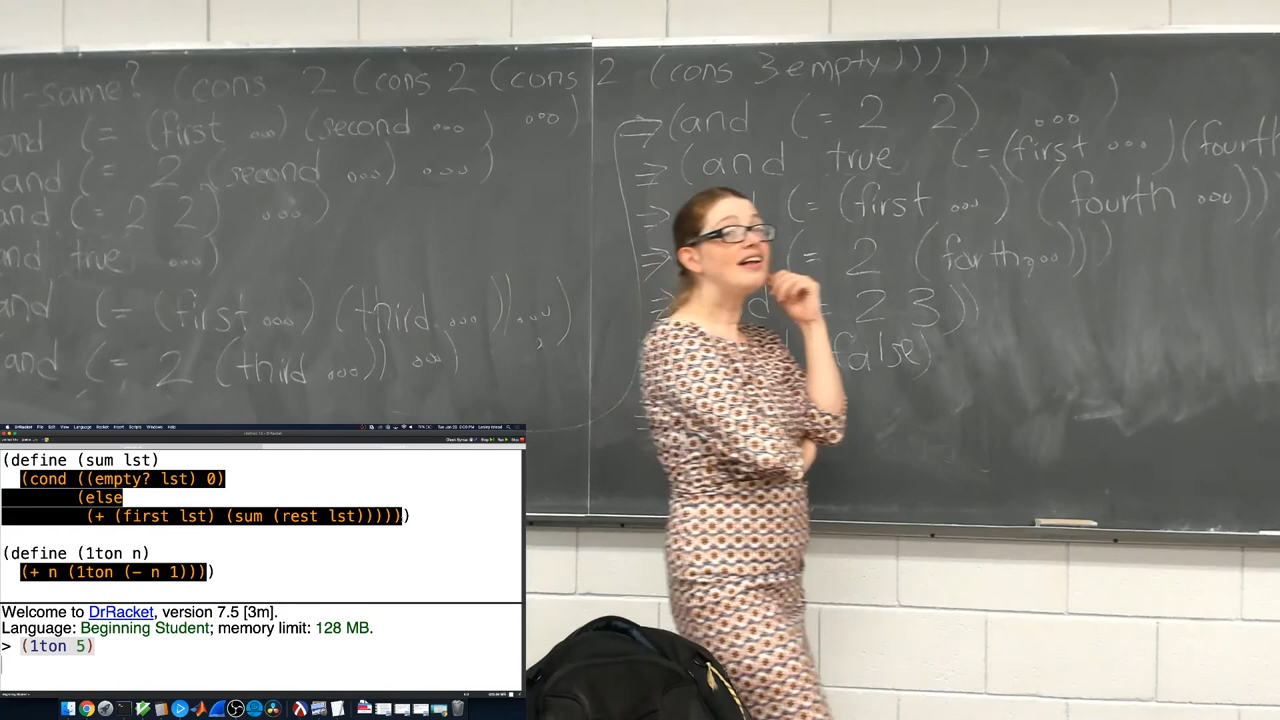 ll-same? (cons 2 (cons 2 (cons 2 (cons 3 empty)))))
and (= (first ...) (second ...) ...)
and (= 2 (second ...) ...)
and (= 2 2) ...)
and true ...)
and (= (first ...) (third ...)) ...)
and (= 2 (third ...)) ...)
⇒ (and (= 2 2) ... )
⇒ (and true (= (first ...) (fourth
⇒ (= (first ...) (fourth ...))
⇒ (= 2 (forth ...)))
⇒ d = 2 3))
false)
(define (sum lst)
(cond ((empty? lst) 0)
(else
(+ (first lst) (sum (rest lst))))))
(define (1ton n)
(+ n (1ton (- n 1))))
Welcome to DrRacket, version 7.5 [3m].
Language: Beginning Student; memory limit: 128 MB.
> (1ton 5)